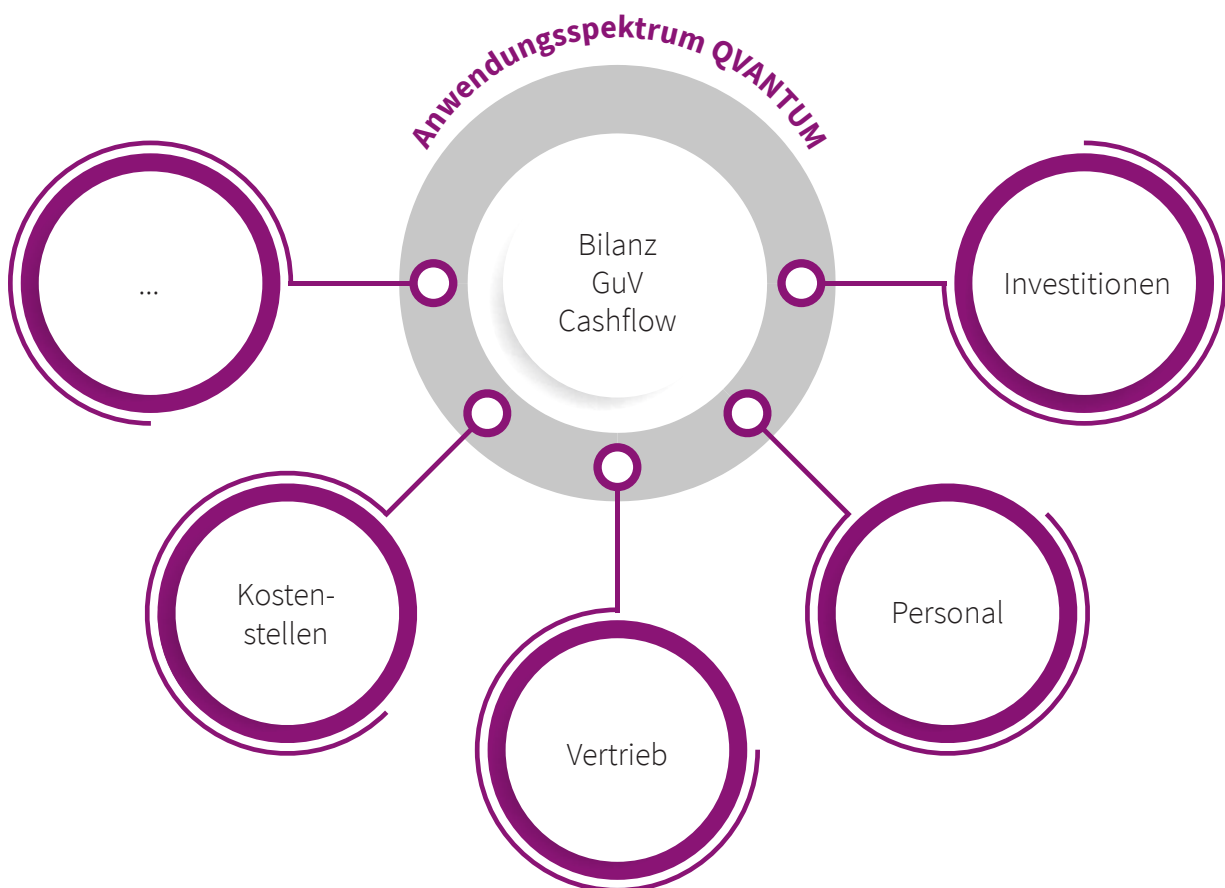 Anwendungsspektrum QVANTUM
Bilanz
GuV
Cashflow
...
Investitionen
Kosten-
stellen
Personal
Vertrieb